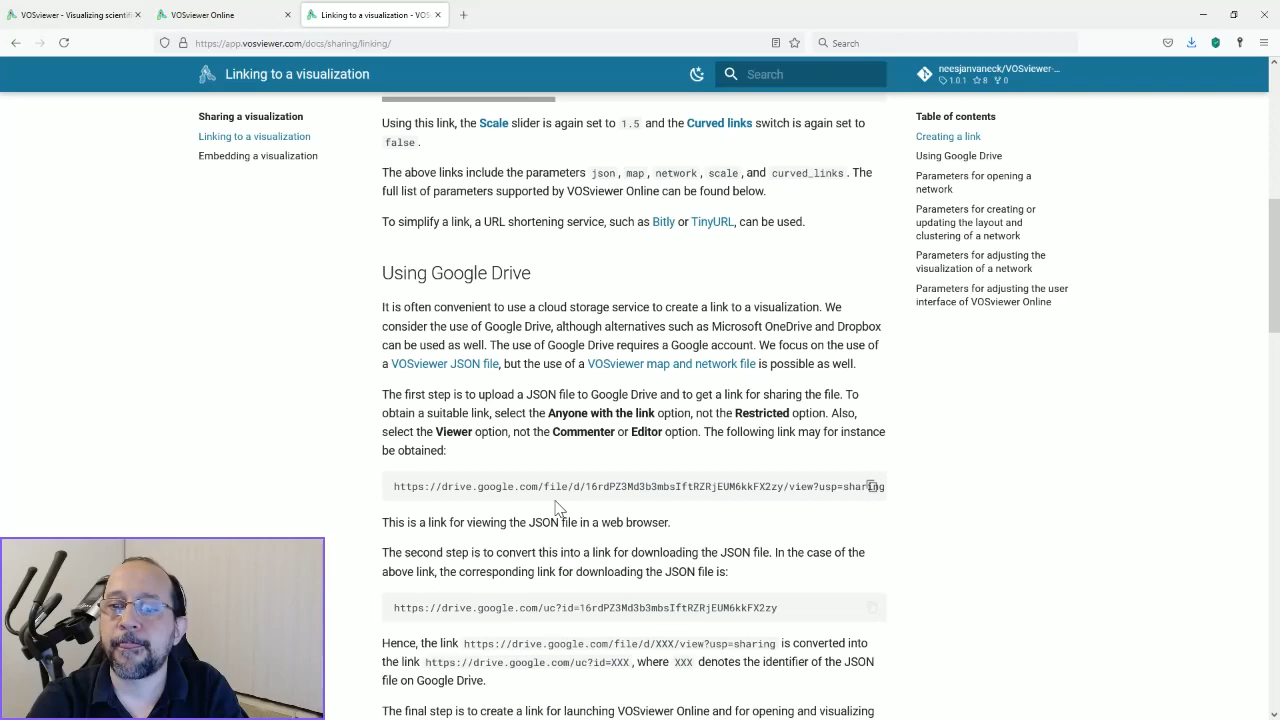 VOSviewer - Visualizing scientifi
VOSviewer Online
Linking to a visualization - VOS
https://app.vosviewer.com/docs/sharing/linking/
Search
Linking to a visualization
Search
neesjanvaneck/VOSviewer-...
1.0.1 8 0
Sharing a visualization
Linking to a visualization
Embedding a visualization
Using this link, the Scale slider is again set to 1.5 and the Curved links switch is again set to
false.
The above links include the parameters json, map, network, scale, and curved_links. The
full list of parameters supported by VOSviewer Online can be found below.
To simplify a link, a URL shortening service, such as Bitly or TinyURL, can be used.
Using Google Drive
It is often convenient to use a cloud storage service to create a link to a visualization. We
consider the use of Google Drive, although alternatives such as Microsoft OneDrive and Dropbox
can be used as well. The use of Google Drive requires a Google account. We focus on the use of
a VOSviewer JSON file, but the use of a VOSviewer map and network file is possible as well.
The first step is to upload a JSON file to Google Drive and to get a link for sharing the file. To
obtain a suitable link, select the Anyone with the link option, not the Restricted option. Also,
select the Viewer option, not the Commenter or Editor option. The following link may for instance
be obtained:
https://drive.google.com/file/d/16rdPZ3Md3b3mbsIftRZRjEUM6kkFX2zy/view?usp=sharing
This is a link for viewing the JSON file in a web browser.
The second step is to convert this into a link for downloading the JSON file. In the case of the
above link, the corresponding link for downloading the JSON file is:
https://drive.google.com/uc?id=16rdPZ3Md3b3mbsIftRZRjEUM6kkFX2zy
Hence, the link https://drive.google.com/file/d/XXX/view?usp=sharing is converted into
the link https://drive.google.com/uc?id=XXX, where XXX denotes the identifier of the JSON
file on Google Drive.
The final step is to create a link for launching VOSviewer Online and for opening and visualizing
Table of contents
Creating a link
Using Google Drive
Parameters for opening a
network
Parameters for creating or
updating the layout and
clustering of a network
Parameters for adjusting the
visualization of a network
Parameters for adjusting the user
interface of VOSviewer Online